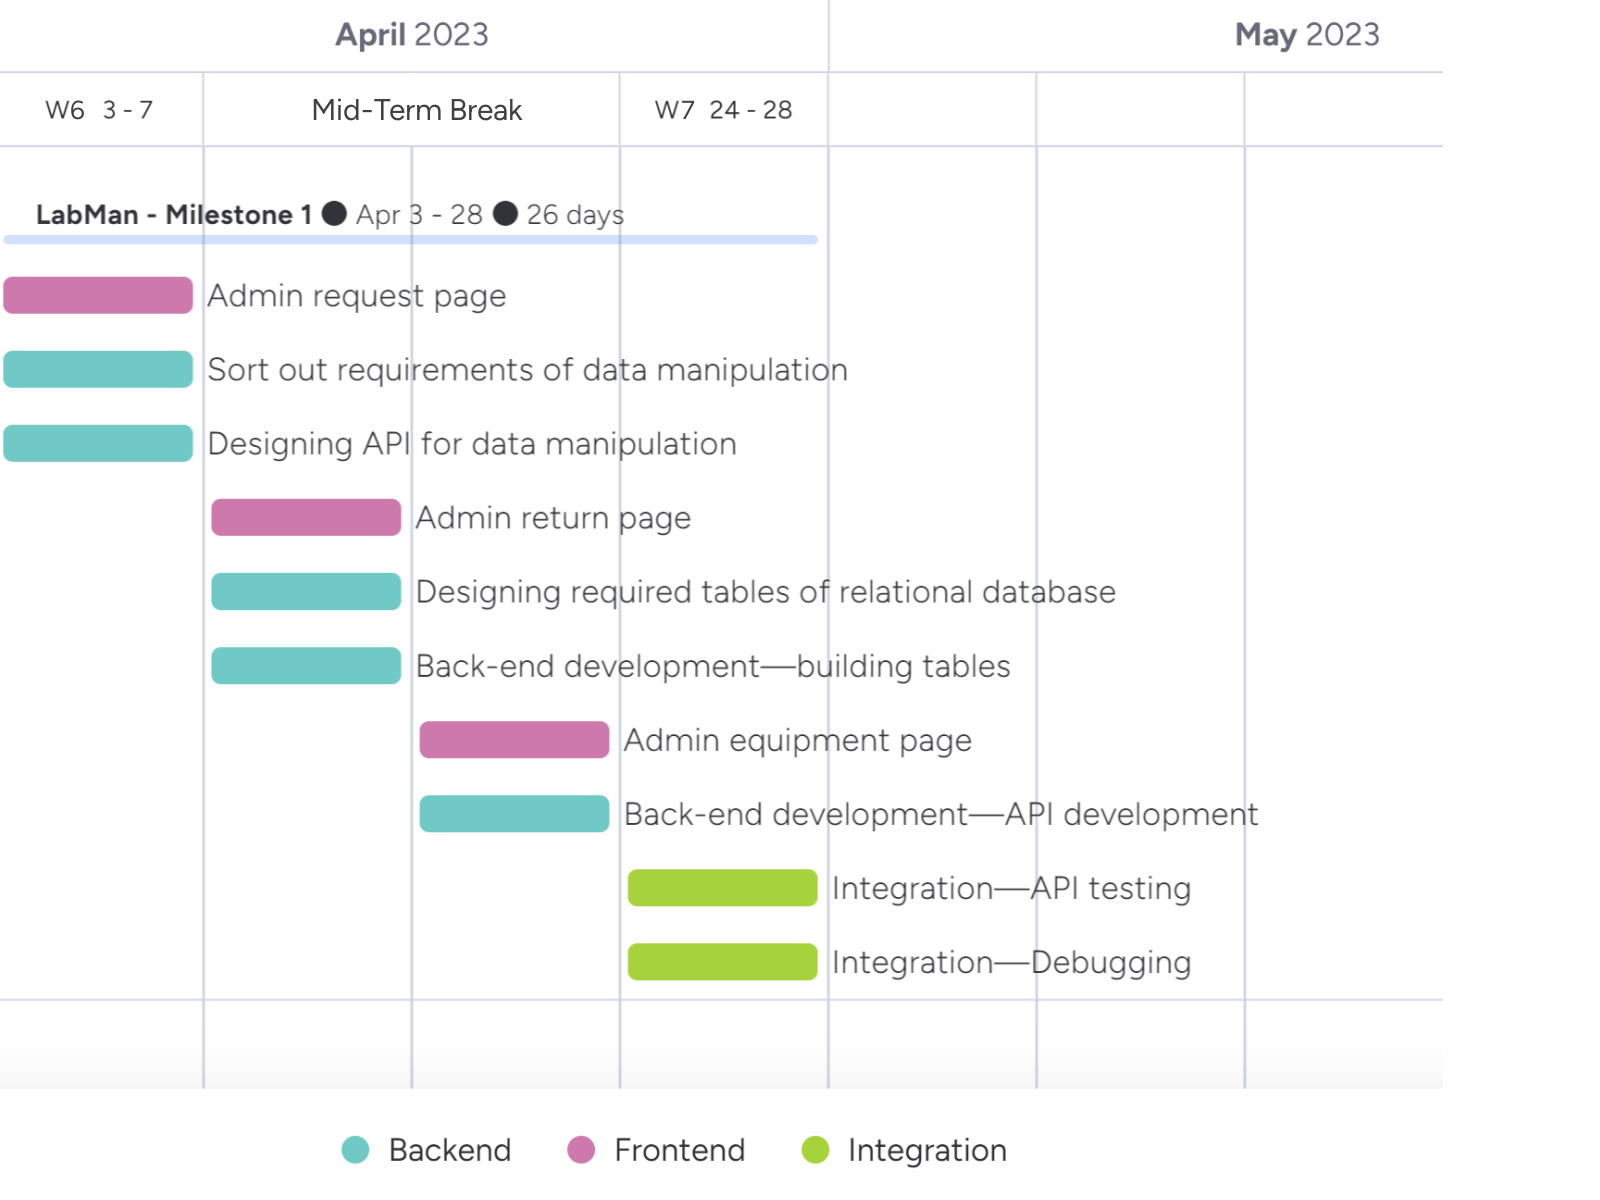 April 2023 May 2023
W6 3 - 7 Mid-Term Break W7 24 - 28
LabMan - Milestone 1 ● Apr 3 - 28 ● 26 days
Admin request page
Sort out requirements of data manipulation
Designing API for data manipulation
Admin return page
Designing required tables of relational database
Back-end development—building tables
Admin equipment page
Back-end development—API development
Integration—API testing
Integration—Debugging
Backend Frontend Integration